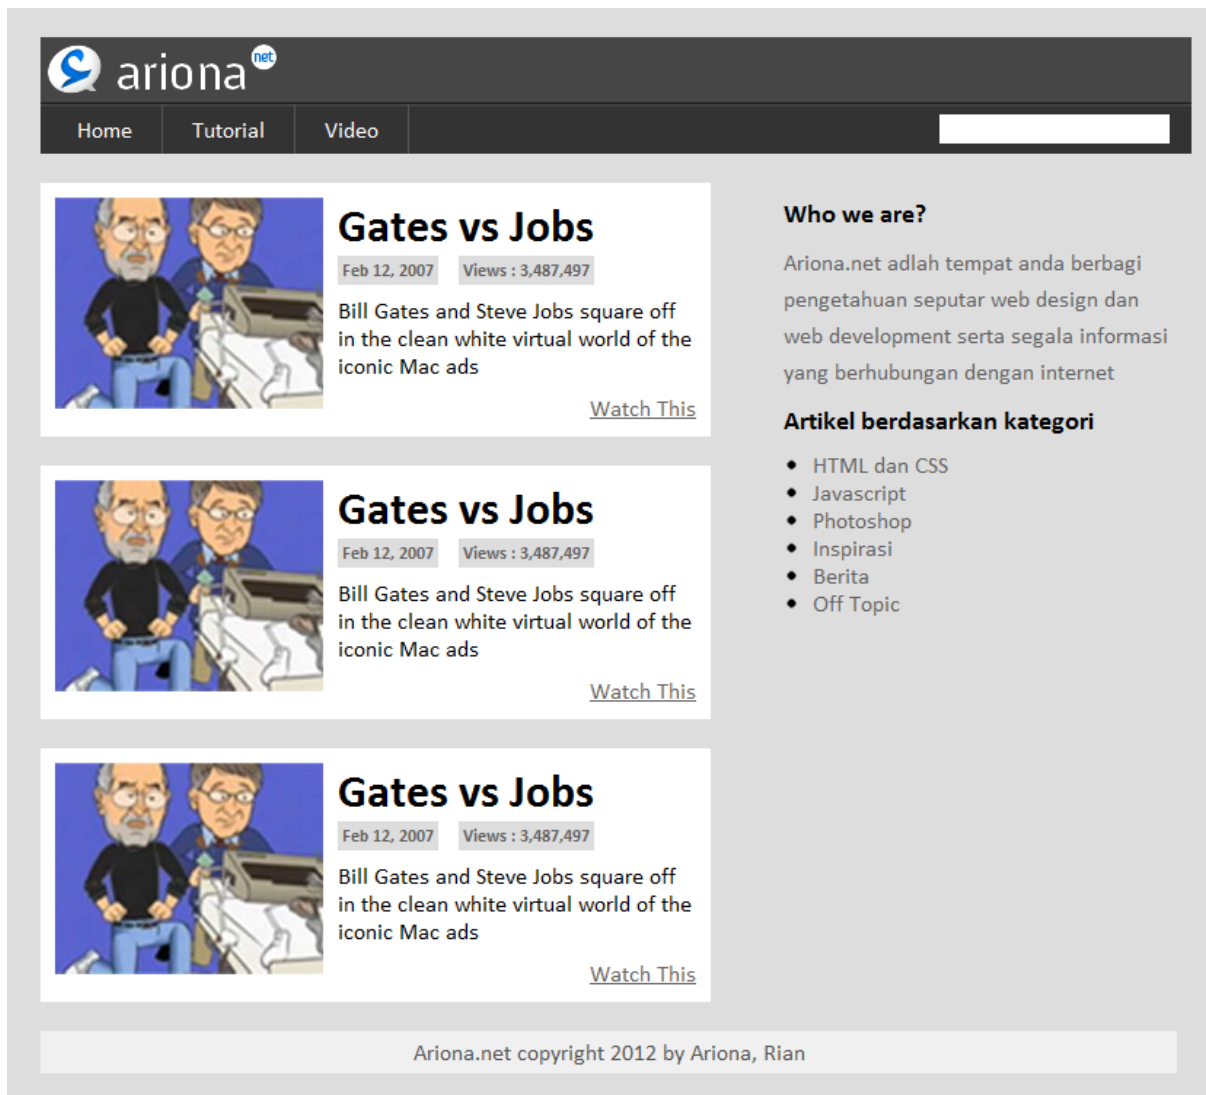 ariona net
Home Tutorial Video
Gates vs Jobs
Feb 12, 2007 Views : 3,487,497
Bill Gates and Steve Jobs square off
in the clean white virtual world of the
iconic Mac ads
Watch This
Gates vs Jobs
Feb 12, 2007 Views : 3,487,497
Bill Gates and Steve Jobs square off
in the clean white virtual world of the
iconic Mac ads
Watch This
Gates vs Jobs
Feb 12, 2007 Views : 3,487,497
Bill Gates and Steve Jobs square off
in the clean white virtual world of the
iconic Mac ads
Watch This
Who we are?
Ariona.net adlah tempat anda berbagi
pengetahuan seputar web design dan
web development serta segala informasi
yang berhubungan dengan internet
Artikel berdasarkan kategori
HTML dan CSS
Javascript
Photoshop
Inspirasi
Berita
Off Topic
Ariona.net copyright 2012 by Ariona, Rian